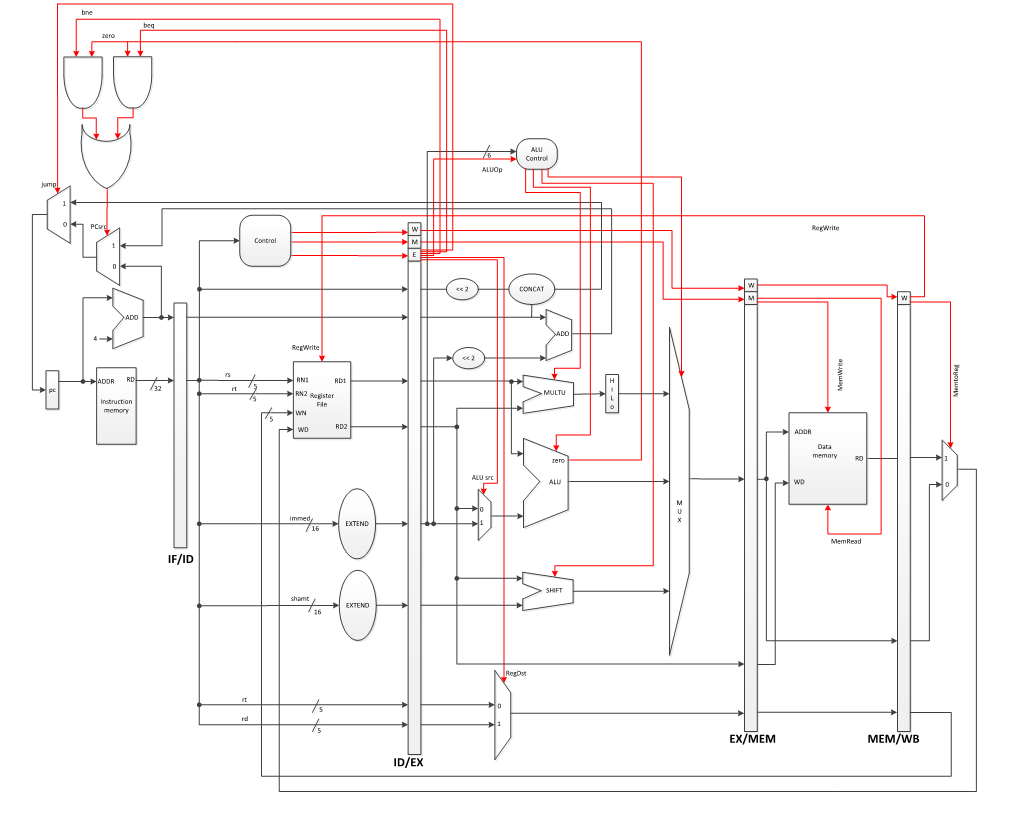 bne
beq
zero
ALU
Control
6
ALUOp
jump
1
0
PCsrc
1
0
Control
W
M
E
RegWrite
<< 2
CONCAT
W
M
W
ADD
4
ADD
RegWrite
<< 2
MemWrite
MemtoReg
pc
ADDR
RD
32
Instruction
memory
rs
5
rt
5
5
RN1
RN2
WN
WD
Register
File
RD1
RD2
MULTU
H
I
L
o
ADDR
Data
memory
RD
WD
1
0
zero
ALU
ALU src
0
1
M
U
X
immed
16
EXTEND
MemRead
IF/ID
shamt
16
EXTEND
SHIFT
RegDst
rt
5
rd
5
0
1
EX/MEM
MEM/WB
ID/EX